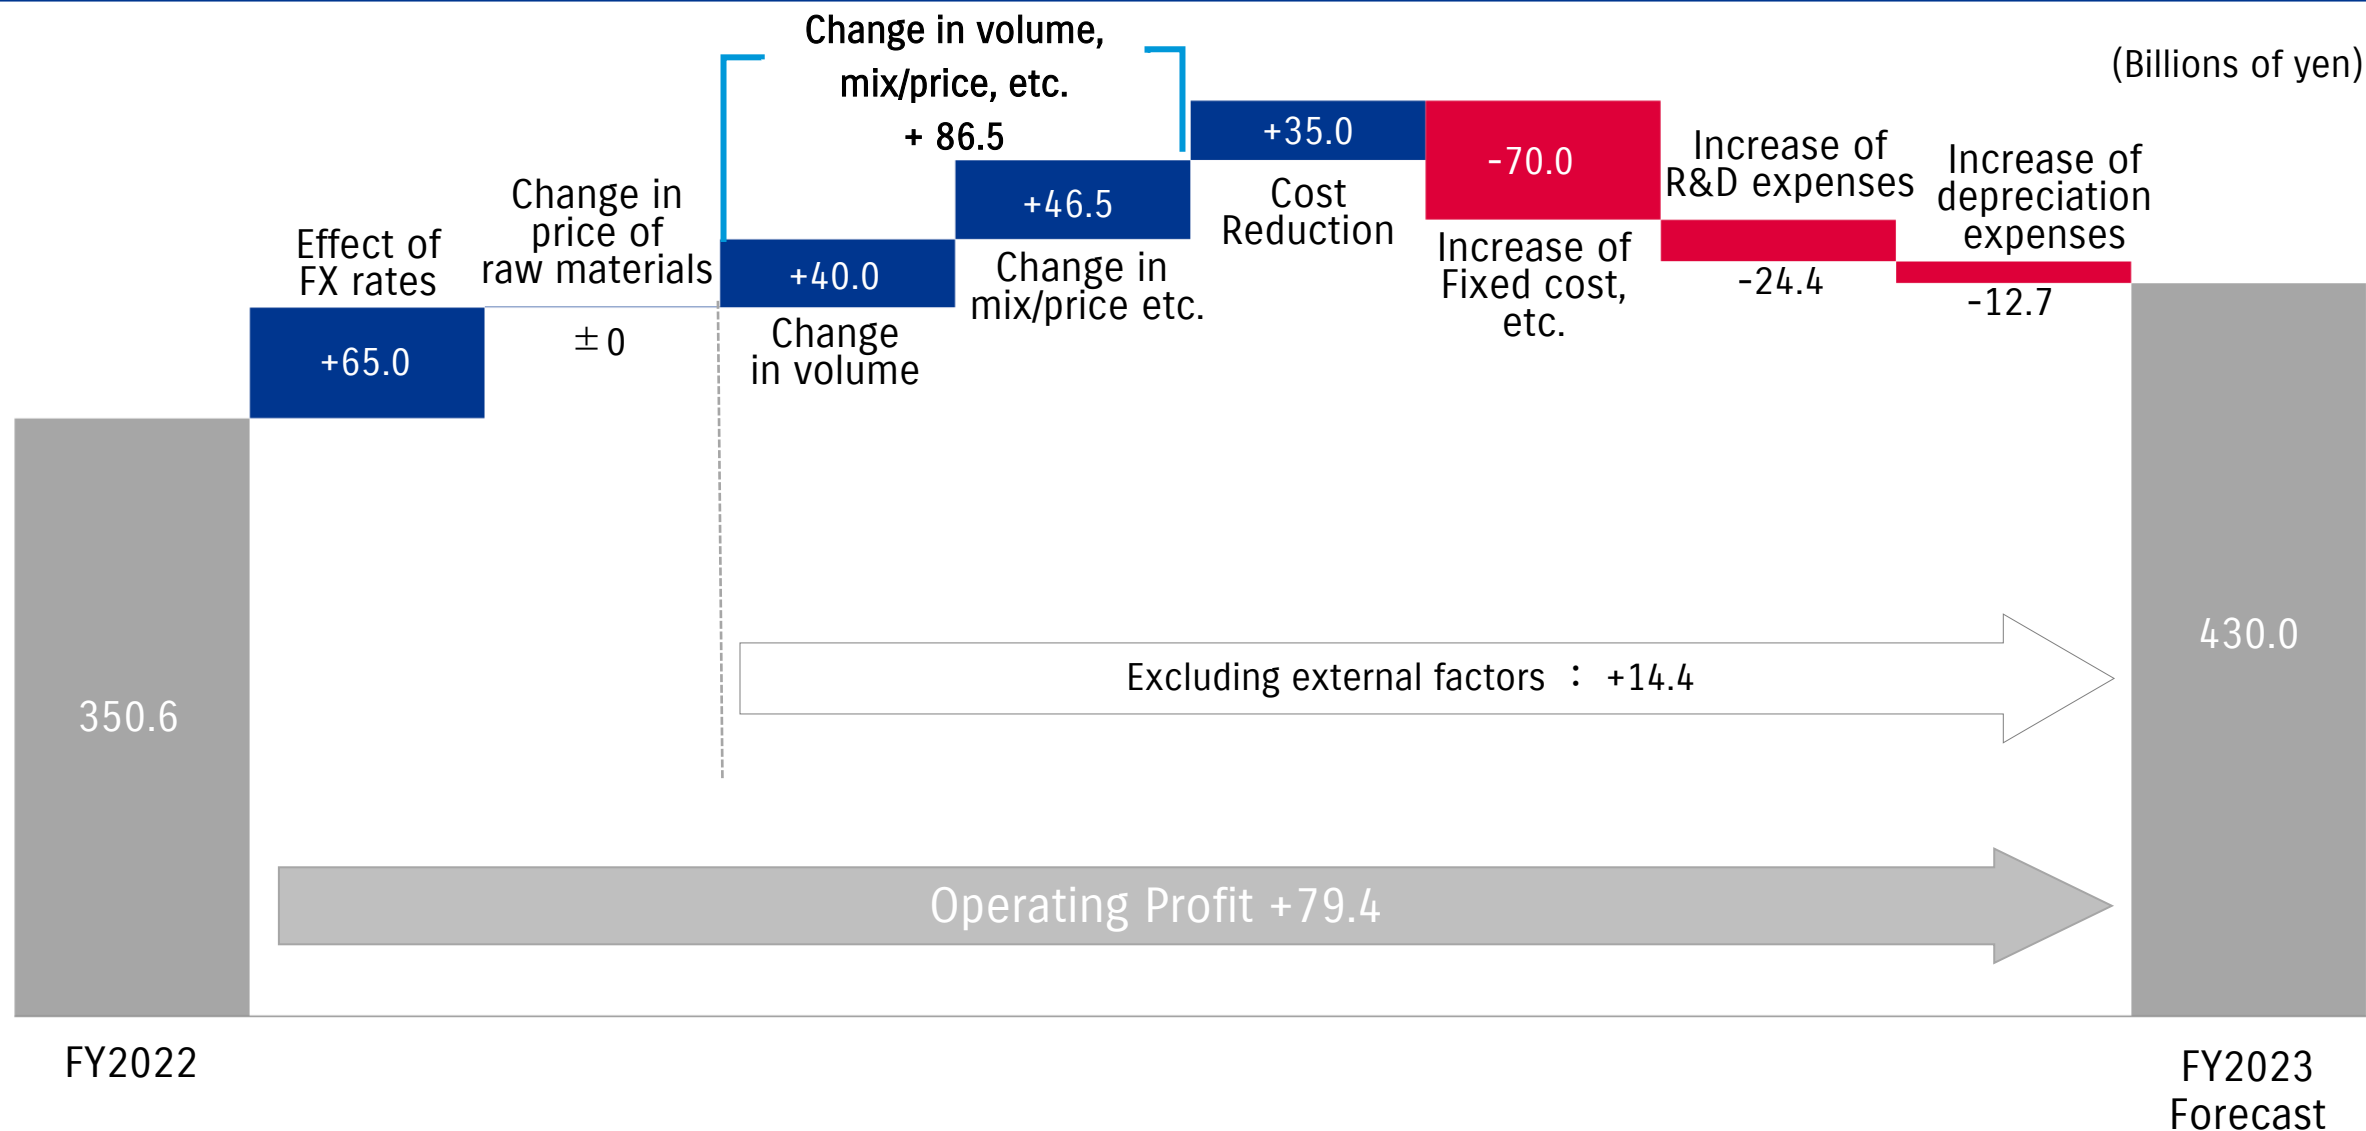 (Billions of yen)
Change in volume,
mix/price, etc.
+ 86.5
350.6
Effect of
FX rates
+65.0
Change in
price of
raw materials
±0
+40.0
Change
in volume
+46.5
Change in
mix/price etc.
+35.0
Cost
Reduction
-70.0
Increase of
Fixed cost,
etc.
Increase of
R&D expenses
-24.4
Increase of
depreciation
expenses
-12.7
430.0
Excluding external factors : +14.4
Operating Profit +79.4
FY2022
FY2023
Forecast